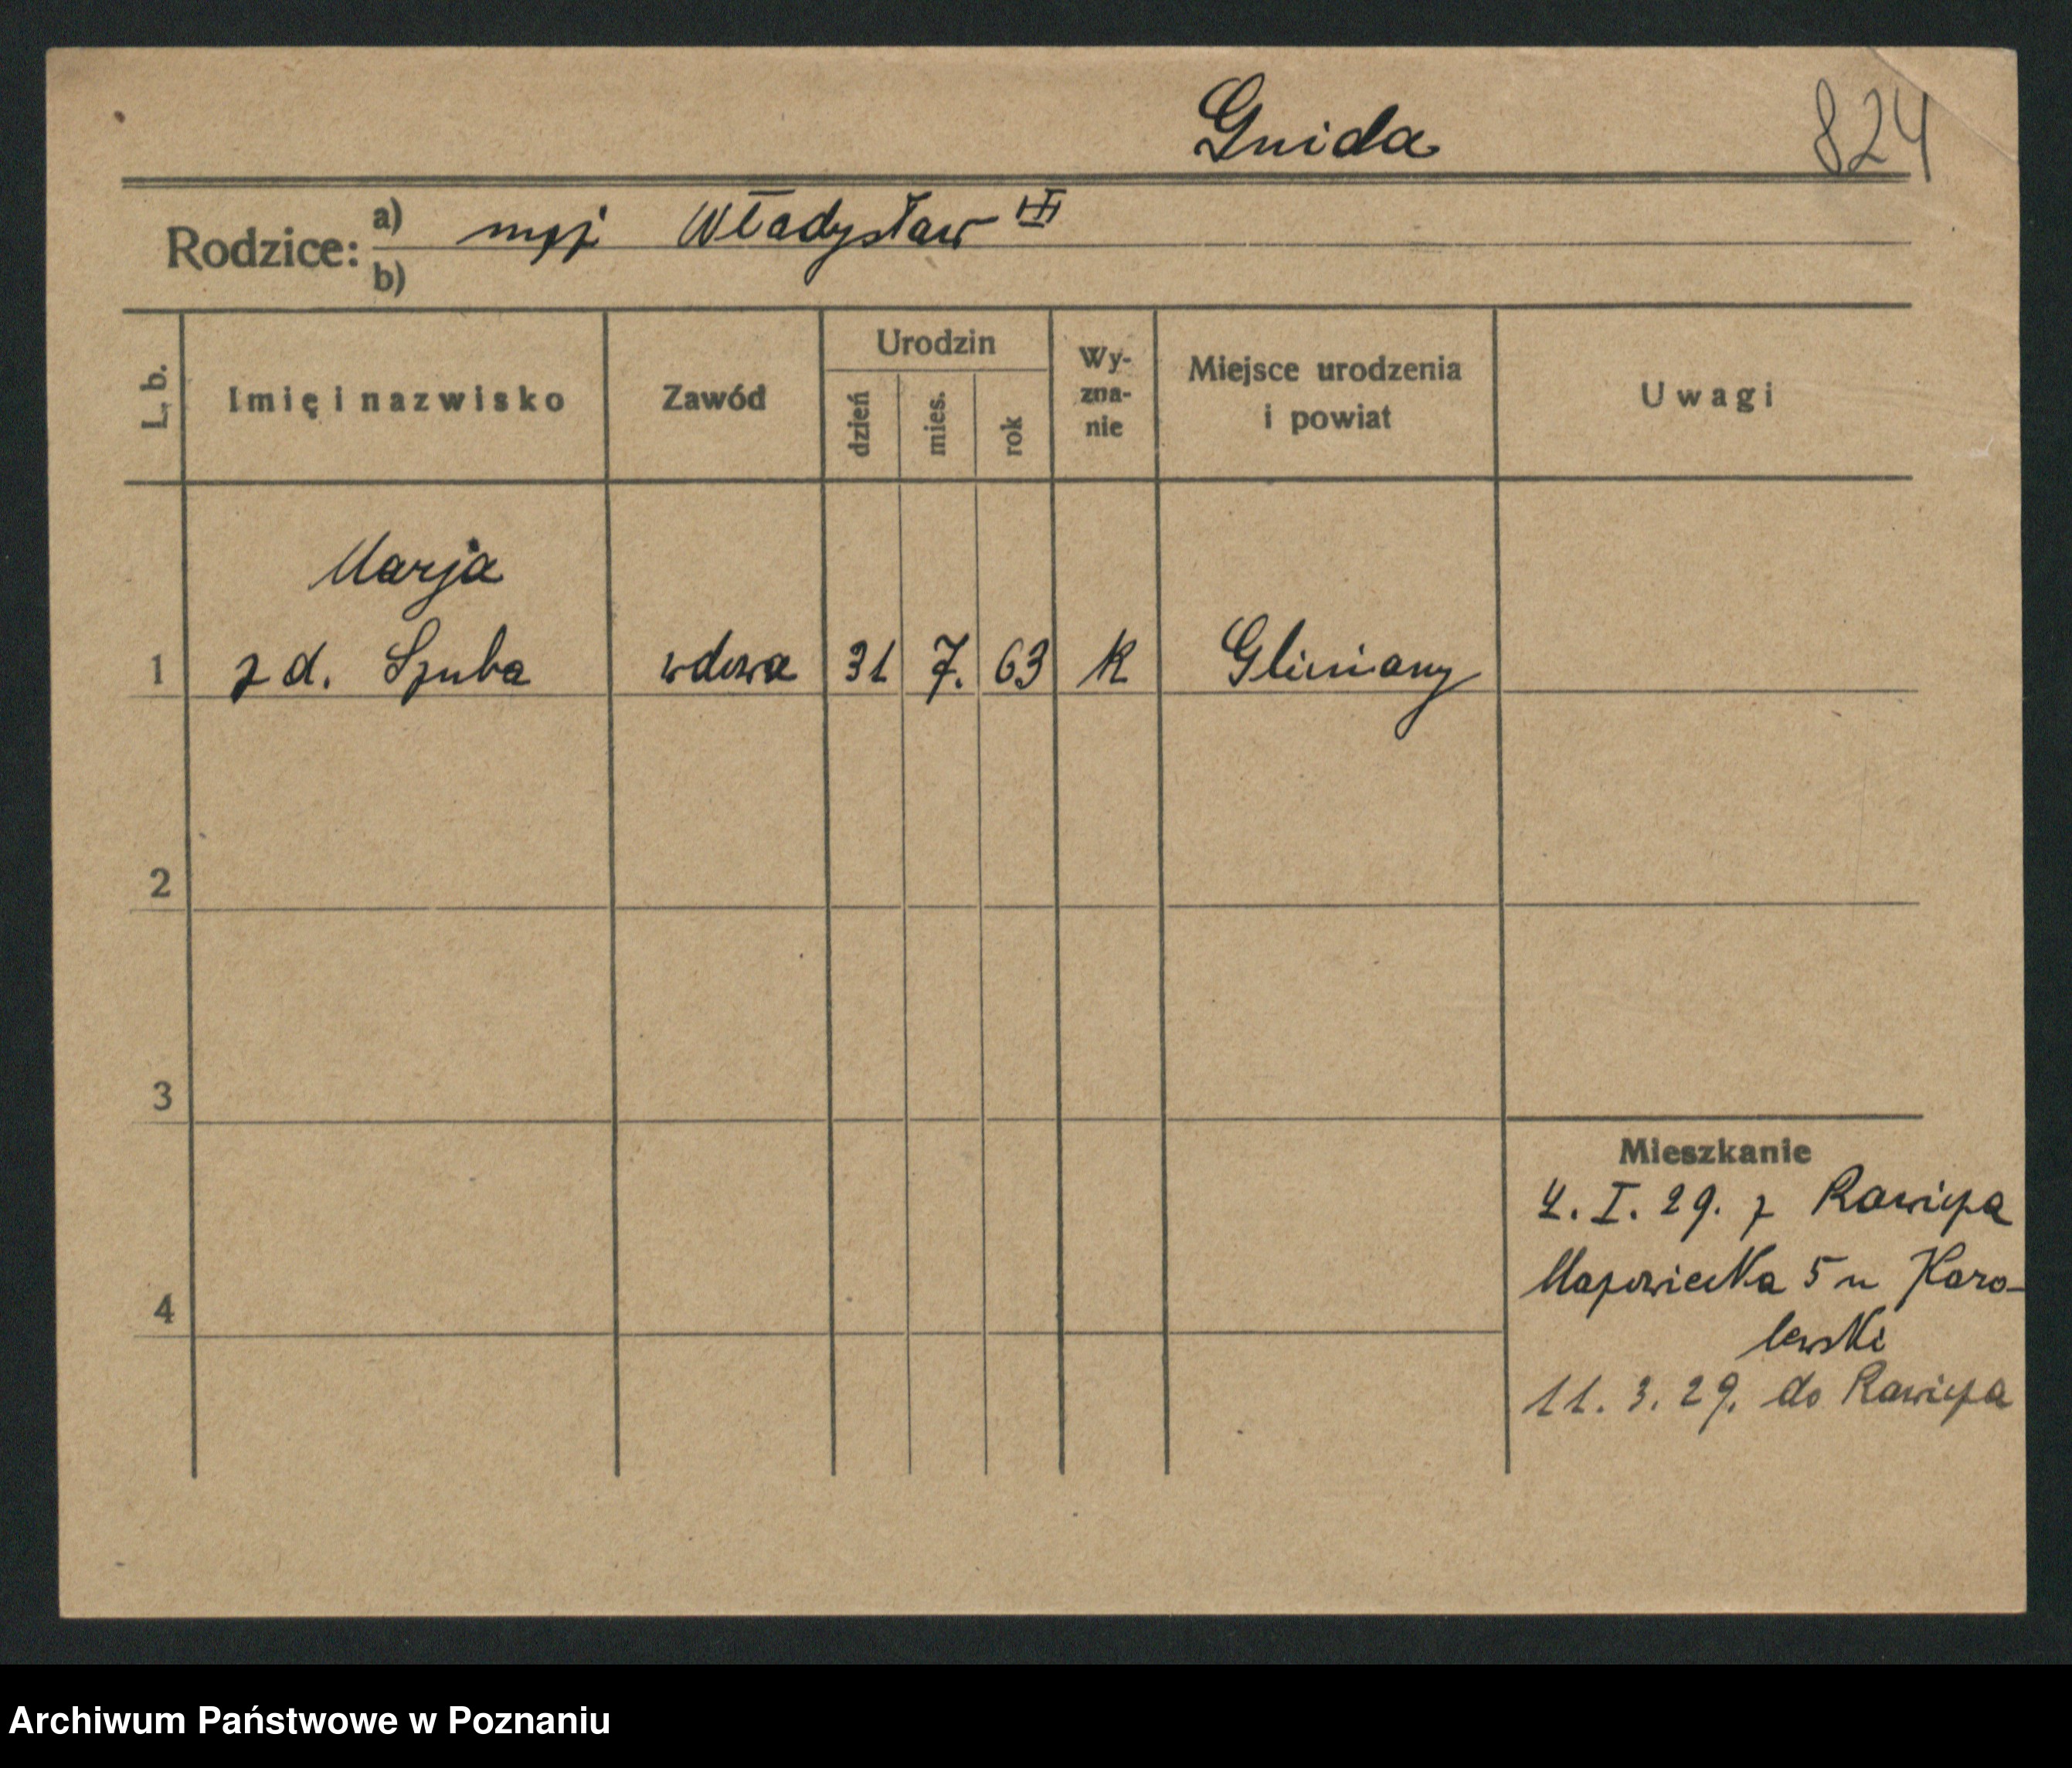 Gnida
824
Rodzice: a) mąż Władysław
b)
L. b.
Imię i nazwisko
Zawód
Urodzin
dzień
mies.
rok
Wy-
zna-
nie
Miejsce urodzenia
i powiat
Uwagi
Marja
1 z d. Szuba wdowa 31 7. 63 K Gliniany
2
3
Mieszkanie
4. I. 29. z Rawicza
Mazowiecka 5 u Karo-
4
lewski
11. 3. 29. do Rawicza
Archiwum Państwowe w Poznaniu